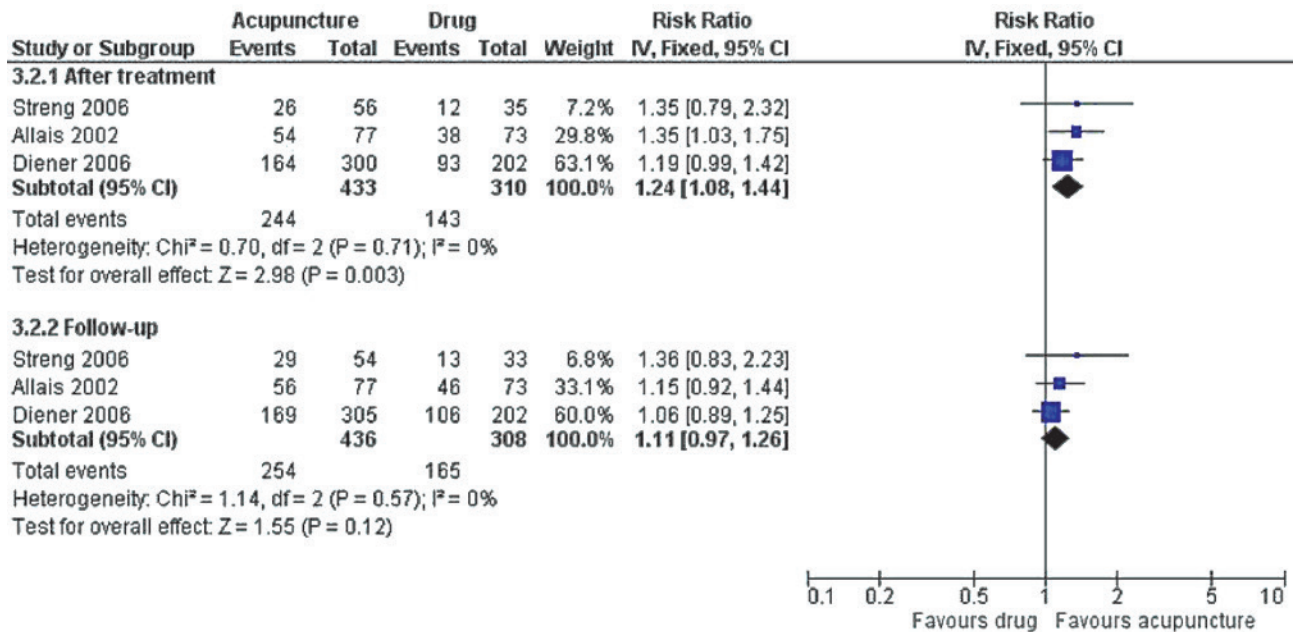 Acupuncture Drug Risk Ratio Risk Ratio
Study or Subgroup Events Total Events Total Weight IV, Fixed, 95% CI IV, Fixed, 95% CI
3.2.1 After treatment
Streng 2006 26 56 12 35 7.2% 1.35 [0.79, 2.32]
Allais 2002 54 77 38 73 29.8% 1.35 [1.03, 1.75]
Diener 2006 164 300 93 202 63.1% 1.19 [0.99, 1.42]
Subtotal (95% CI) 433 310 100.0% 1.24 [1.08, 1.44]
Total events 244 143
Heterogeneity: Chi² = 0.70, df = 2 (P = 0.71); I² = 0%
Test for overall effect: Z = 2.98 (P = 0.003)
3.2.2 Follow-up
Streng 2006 29 54 13 33 6.8% 1.36 [0.83, 2.23]
Allais 2002 56 77 46 73 33.1% 1.15 [0.92, 1.44]
Diener 2006 169 305 106 202 60.0% 1.06 [0.89, 1.25]
Subtotal (95% CI) 436 308 100.0% 1.11 [0.97, 1.26]
Total events 254 165
Heterogeneity: Chi² = 1.14, df = 2 (P = 0.57); I² = 0%
Test for overall effect: Z = 1.55 (P = 0.12)
0.1 0.2 0.5 1 2 5 10
Favours drug Favours acupuncture